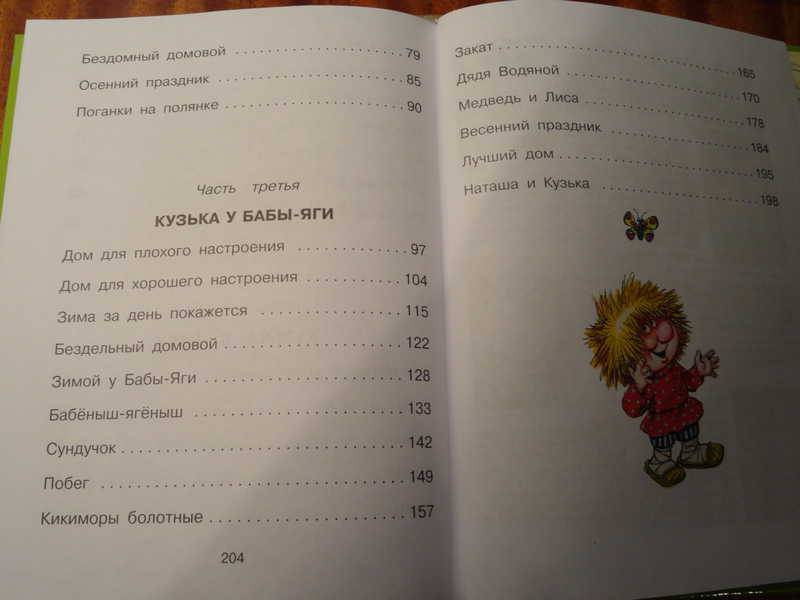 Бездомный домовой ........................ 79
Осенний праздник ........................ 85
Поганки на полянке ........................ 90
Часть третья
КУЗЬКА У БАБЫ-ЯГИ
Дом для плохого настроения ............... 97
Дом для хорошего настроения ............ 104
Зима за день покажется .................. 115
Бездельный домовой ..................... 122
Зимой у Бабы-Яги ........................ 128
Бабёныш-ягёныш ........................ 133
Сундучок .................................. 142
Побег .................................... 149
Кикиморы болотные ..................... 157
204
Закат .................................... 165
Дядя Водяной ........................... 170
Медведь и Лиса ........................ 178
Весенний праздник ..................... 184
Лучший дом ........................... 195
Наташа и Кузька ........................ 198